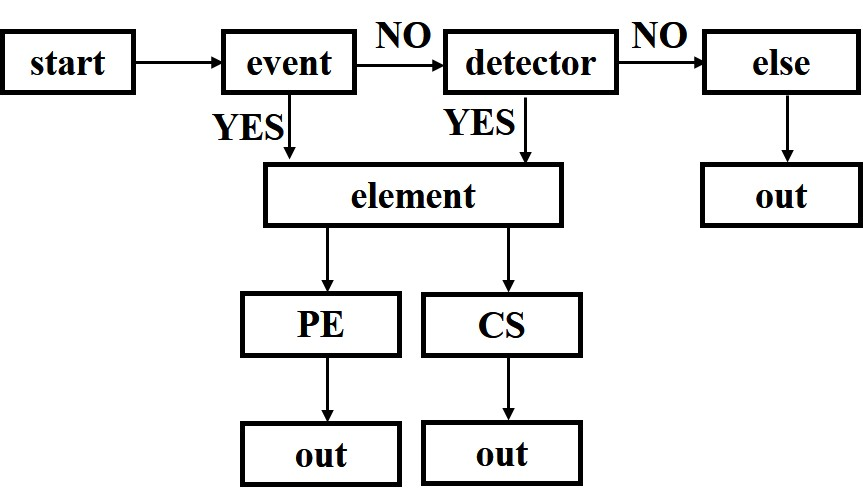 start
event
NO
detector
NO
else
YES
YES
element
out
PE
CS
out
out